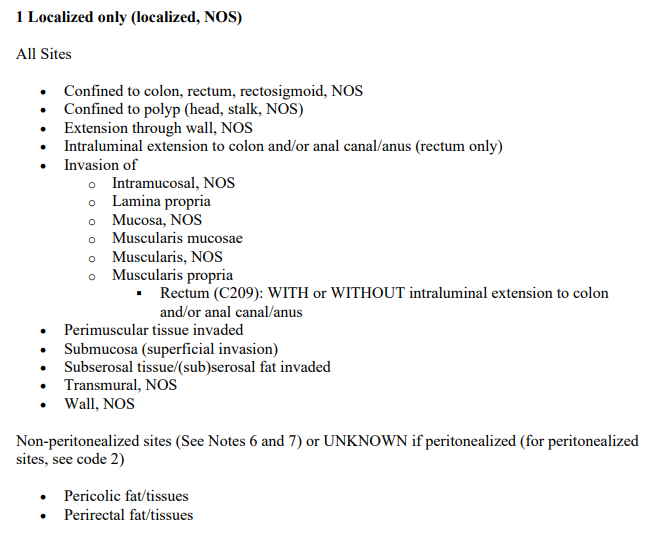 1 Localized only (localized, NOS)
All Sites
• Confined to colon, rectum, rectosigmoid, NOS
• Confined to polyp (head, stalk, NOS)
• Extension through wall, NOS
• Intraluminal extension to colon and/or anal canal/anus (rectum only)
• Invasion of
o Intramucosal, NOS
o Lamina propria
o Mucosa, NOS
o Muscularis mucosae
o Muscularis, NOS
o Muscularis propria
▪ Rectum (C209): WITH or WITHOUT intraluminal extension to colon
and/or anal canal/anus
• Perimuscular tissue invaded
• Submucosa (superficial invasion)
• Subserosal tissue/(sub)serosal fat invaded
• Transmural, NOS
• Wall, NOS
Non-peritonealized sites (See Notes 6 and 7) or UNKNOWN if peritonealized (for peritonealized
sites, see code 2)
• Pericolic fat/tissues
• Perirectal fat/tissues